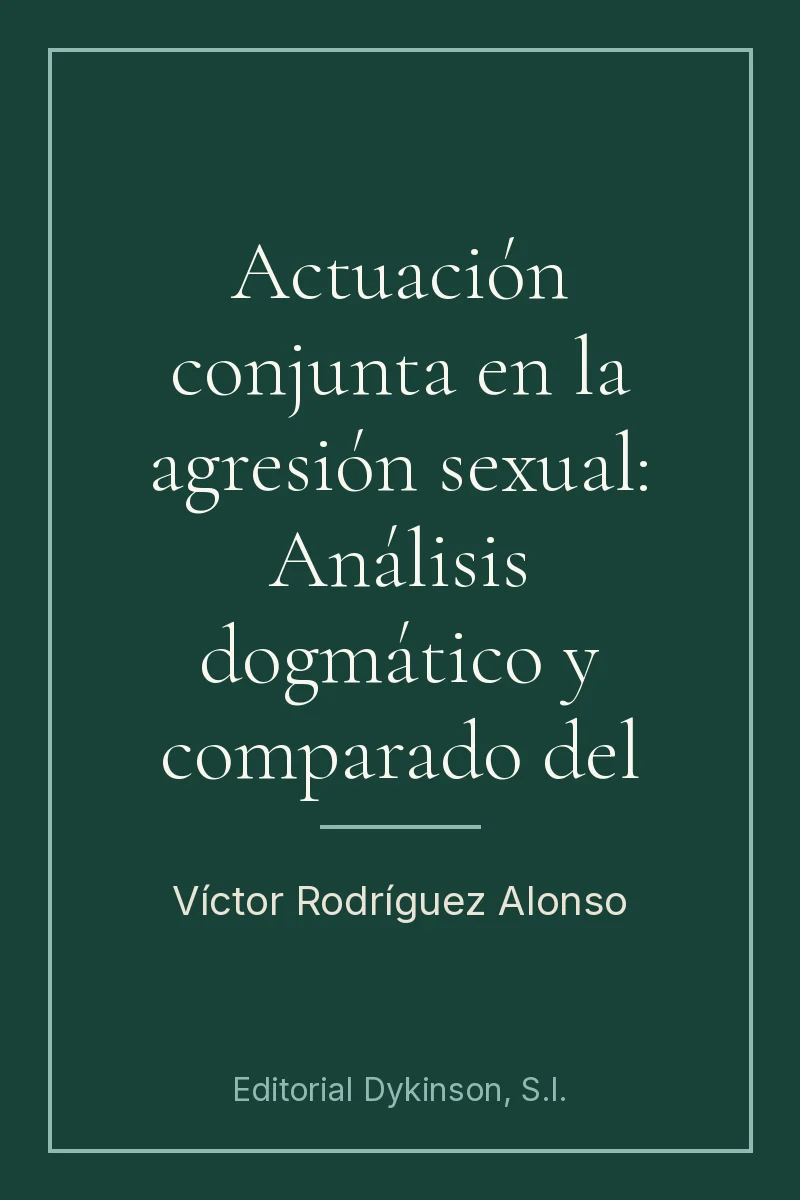 Actuación
conjunta en la
agresión sexual:
Análisis
dogmático y
comparado del
Víctor Rodríguez Alonso
Editorial Dykinson, S.l.